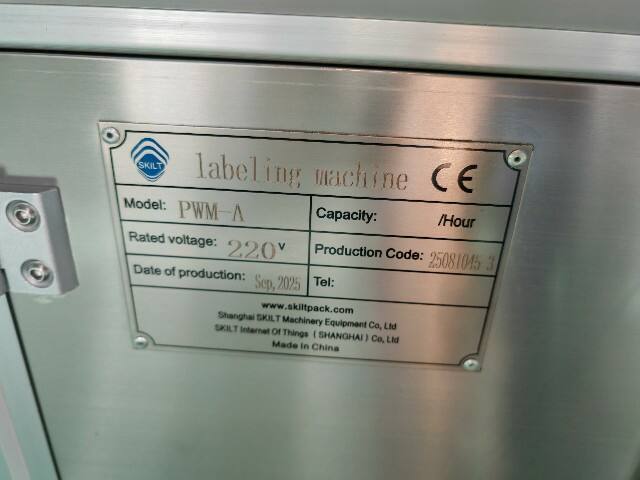 SKILT labeling machine CE
Model: PWM-A Capacity: /Hour
Rated voltage: 220V Production Code: 25081045 3
Date of production: Sep,2025 Tel:
www.skiltpack.com
Shanghai SKILT Machinery Equipment Co, Ltd
SKILT Internet Of Things ( SHANGHAI ) Co, Ltd
Made in China